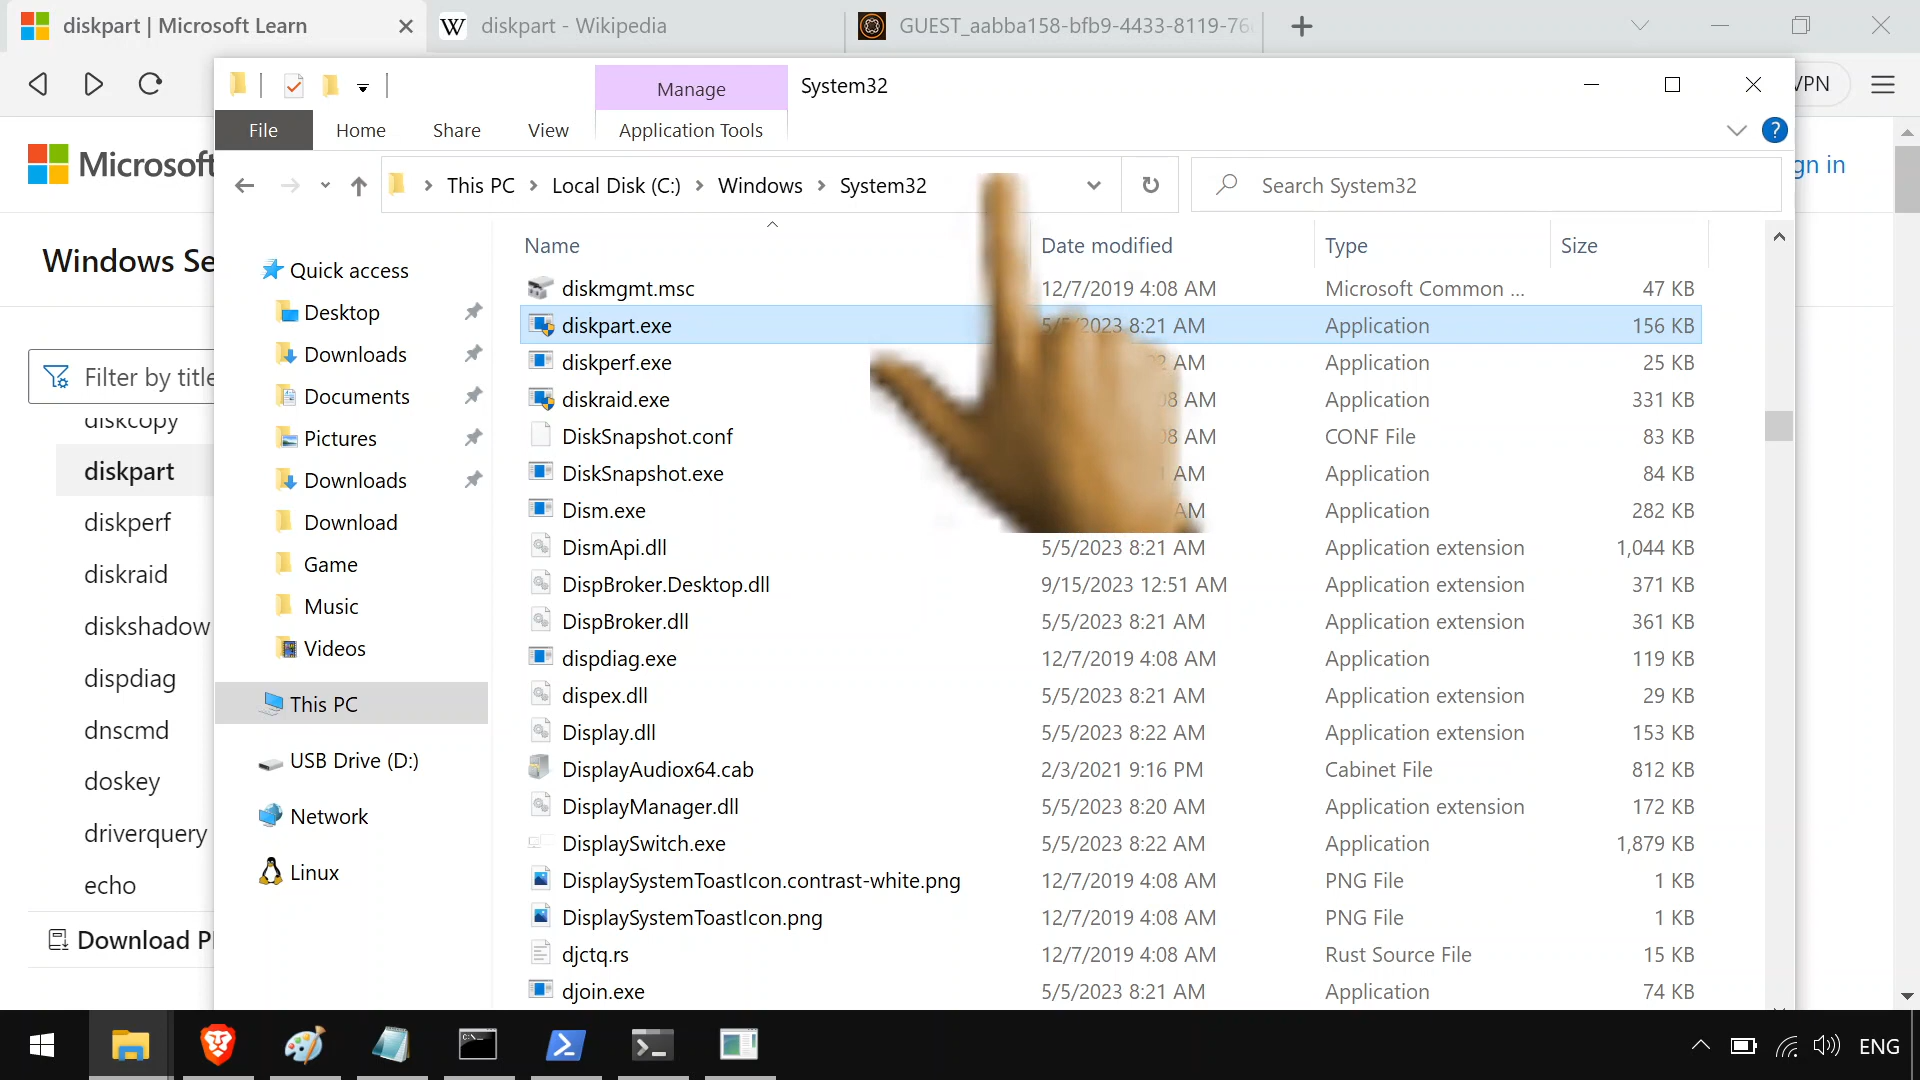 diskpart | Microsoft Learn
diskpart - Wikipedia
GUEST_aabba158-bfb9-4433-8119-76
VPN
Manage
System32
File
Home
Share
View
Application Tools
Microsoft
gn in
This PC
Local Disk (C:)
Windows
System32
Search System32
Windows Se
Name
Date modified
Type
Size
Filter by title
diskcopy
diskpart
diskperf
diskraid
diskshadow
dispdiag
dnscmd
doskey
driverquery
echo
Download P
Quick access
Desktop
Downloads
Documents
Pictures
Downloads
Download
Game
Music
Videos
This PC
USB Drive (D:)
Network
Linux
diskmgmt.msc 12/7/2019 4:08 AM Microsoft Common ... 47 KB
diskpart.exe 5/5/2023 8:21 AM Application 156 KB
diskperf.exe 2 AM Application 25 KB
diskraid.exe 08 AM Application 331 KB
DiskSnapshot.conf 08 AM CONF File 83 KB
DiskSnapshot.exe AM Application 84 KB
Dism.exe AM Application 282 KB
DismApi.dll 5/5/2023 8:21 AM Application extension 1,044 KB
DispBroker.Desktop.dll 9/15/2023 12:51 AM Application extension 371 KB
DispBroker.dll 5/5/2023 8:21 AM Application extension 361 KB
dispdiag.exe 12/7/2019 4:08 AM Application 119 KB
dispex.dll 5/5/2023 8:21 AM Application extension 29 KB
Display.dll 5/5/2023 8:22 AM Application extension 153 KB
DisplayAudiox64.cab 2/3/2021 9:16 PM Cabinet File 812 KB
DisplayManager.dll 5/5/2023 8:20 AM Application extension 172 KB
DisplaySwitch.exe 5/5/2023 8:22 AM Application 1,879 KB
DisplaySystemToastIcon.contrast-white.png 12/7/2019 4:08 AM PNG File 1 KB
DisplaySystemToastIcon.png 12/7/2019 4:08 AM PNG File 1 KB
djctq.rs 12/7/2019 4:08 AM Rust Source File 15 KB
djoin.exe 5/5/2023 8:21 AM Application 74 KB
ENG